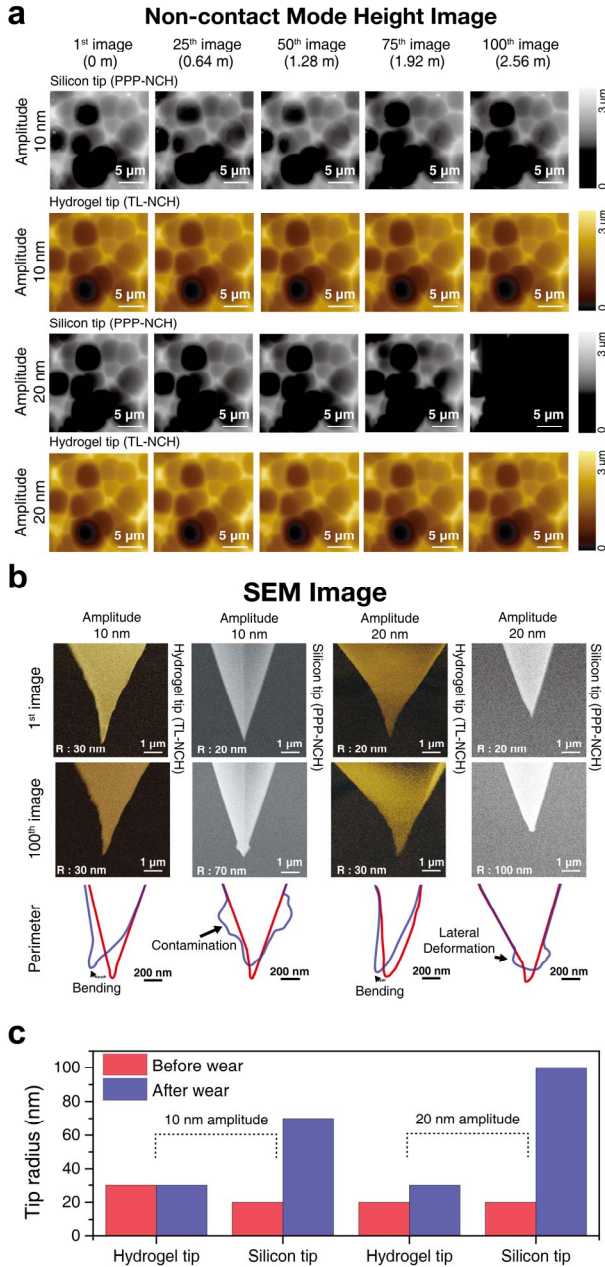 a
Non-contact Mode Height Image
1st image 25th image 50th image 75th image 100th image
(0 m) (0.64 m) (1.28 m) (1.92 m) (2.56 m)
Silicon tip (PPP-NCH)
Amplitude
10 nm
5 µm 5 µm 5 µm 5 µm 5 µm
3 µm
0
Hydrogel tip (TL-NCH)
Amplitude
10 nm
5 µm 5 µm 5 µm 5 µm 5 µm
3 µm
0
Silicon tip (PPP-NCH)
Amplitude
20 nm
5 µm 5 µm 5 µm 5 µm 5 µm
3 µm
0
Hydrogel tip (TL-NCH)
Amplitude
20 nm
5 µm 5 µm 5 µm 5 µm 5 µm
3 µm
0
b
SEM Image
Amplitude Amplitude Amplitude Amplitude
10 nm 10 nm 20 nm 20 nm
1st image
R : 30 nm 1 µm R : 20 nm 1 µm R : 20 nm 1 µm R : 20 nm 1 µm
Hydrogel tip (TL-NCH)
Silicon tip (PPP-NCH)
Hydrogel tip (TL-NCH)
Silicon tip (PPP-NCH)
100th image
R : 30 nm 1 µm R : 70 nm 1 µm R : 30 nm 1 µm R : 100 nm 1 µm
Perimeter
Contamination
Lateral
Deformation
200 nm 200 nm 200 nm 200 nm
Bending Bending
c
Before wear
After wear
10 nm amplitude 20 nm amplitude
Tip radius (nm)
100
80
60
40
20
0
Hydrogel tip Silicon tip Hydrogel tip Silicon tip